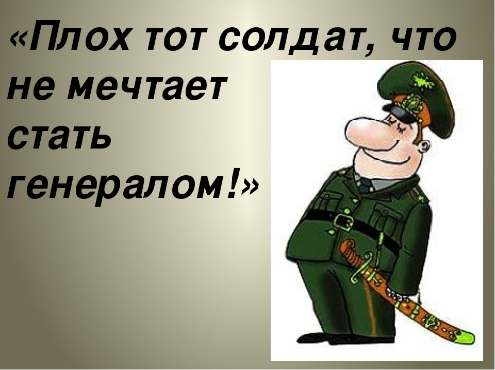 «Плох тот солдат, что
не мечтает
стать
генералом!»